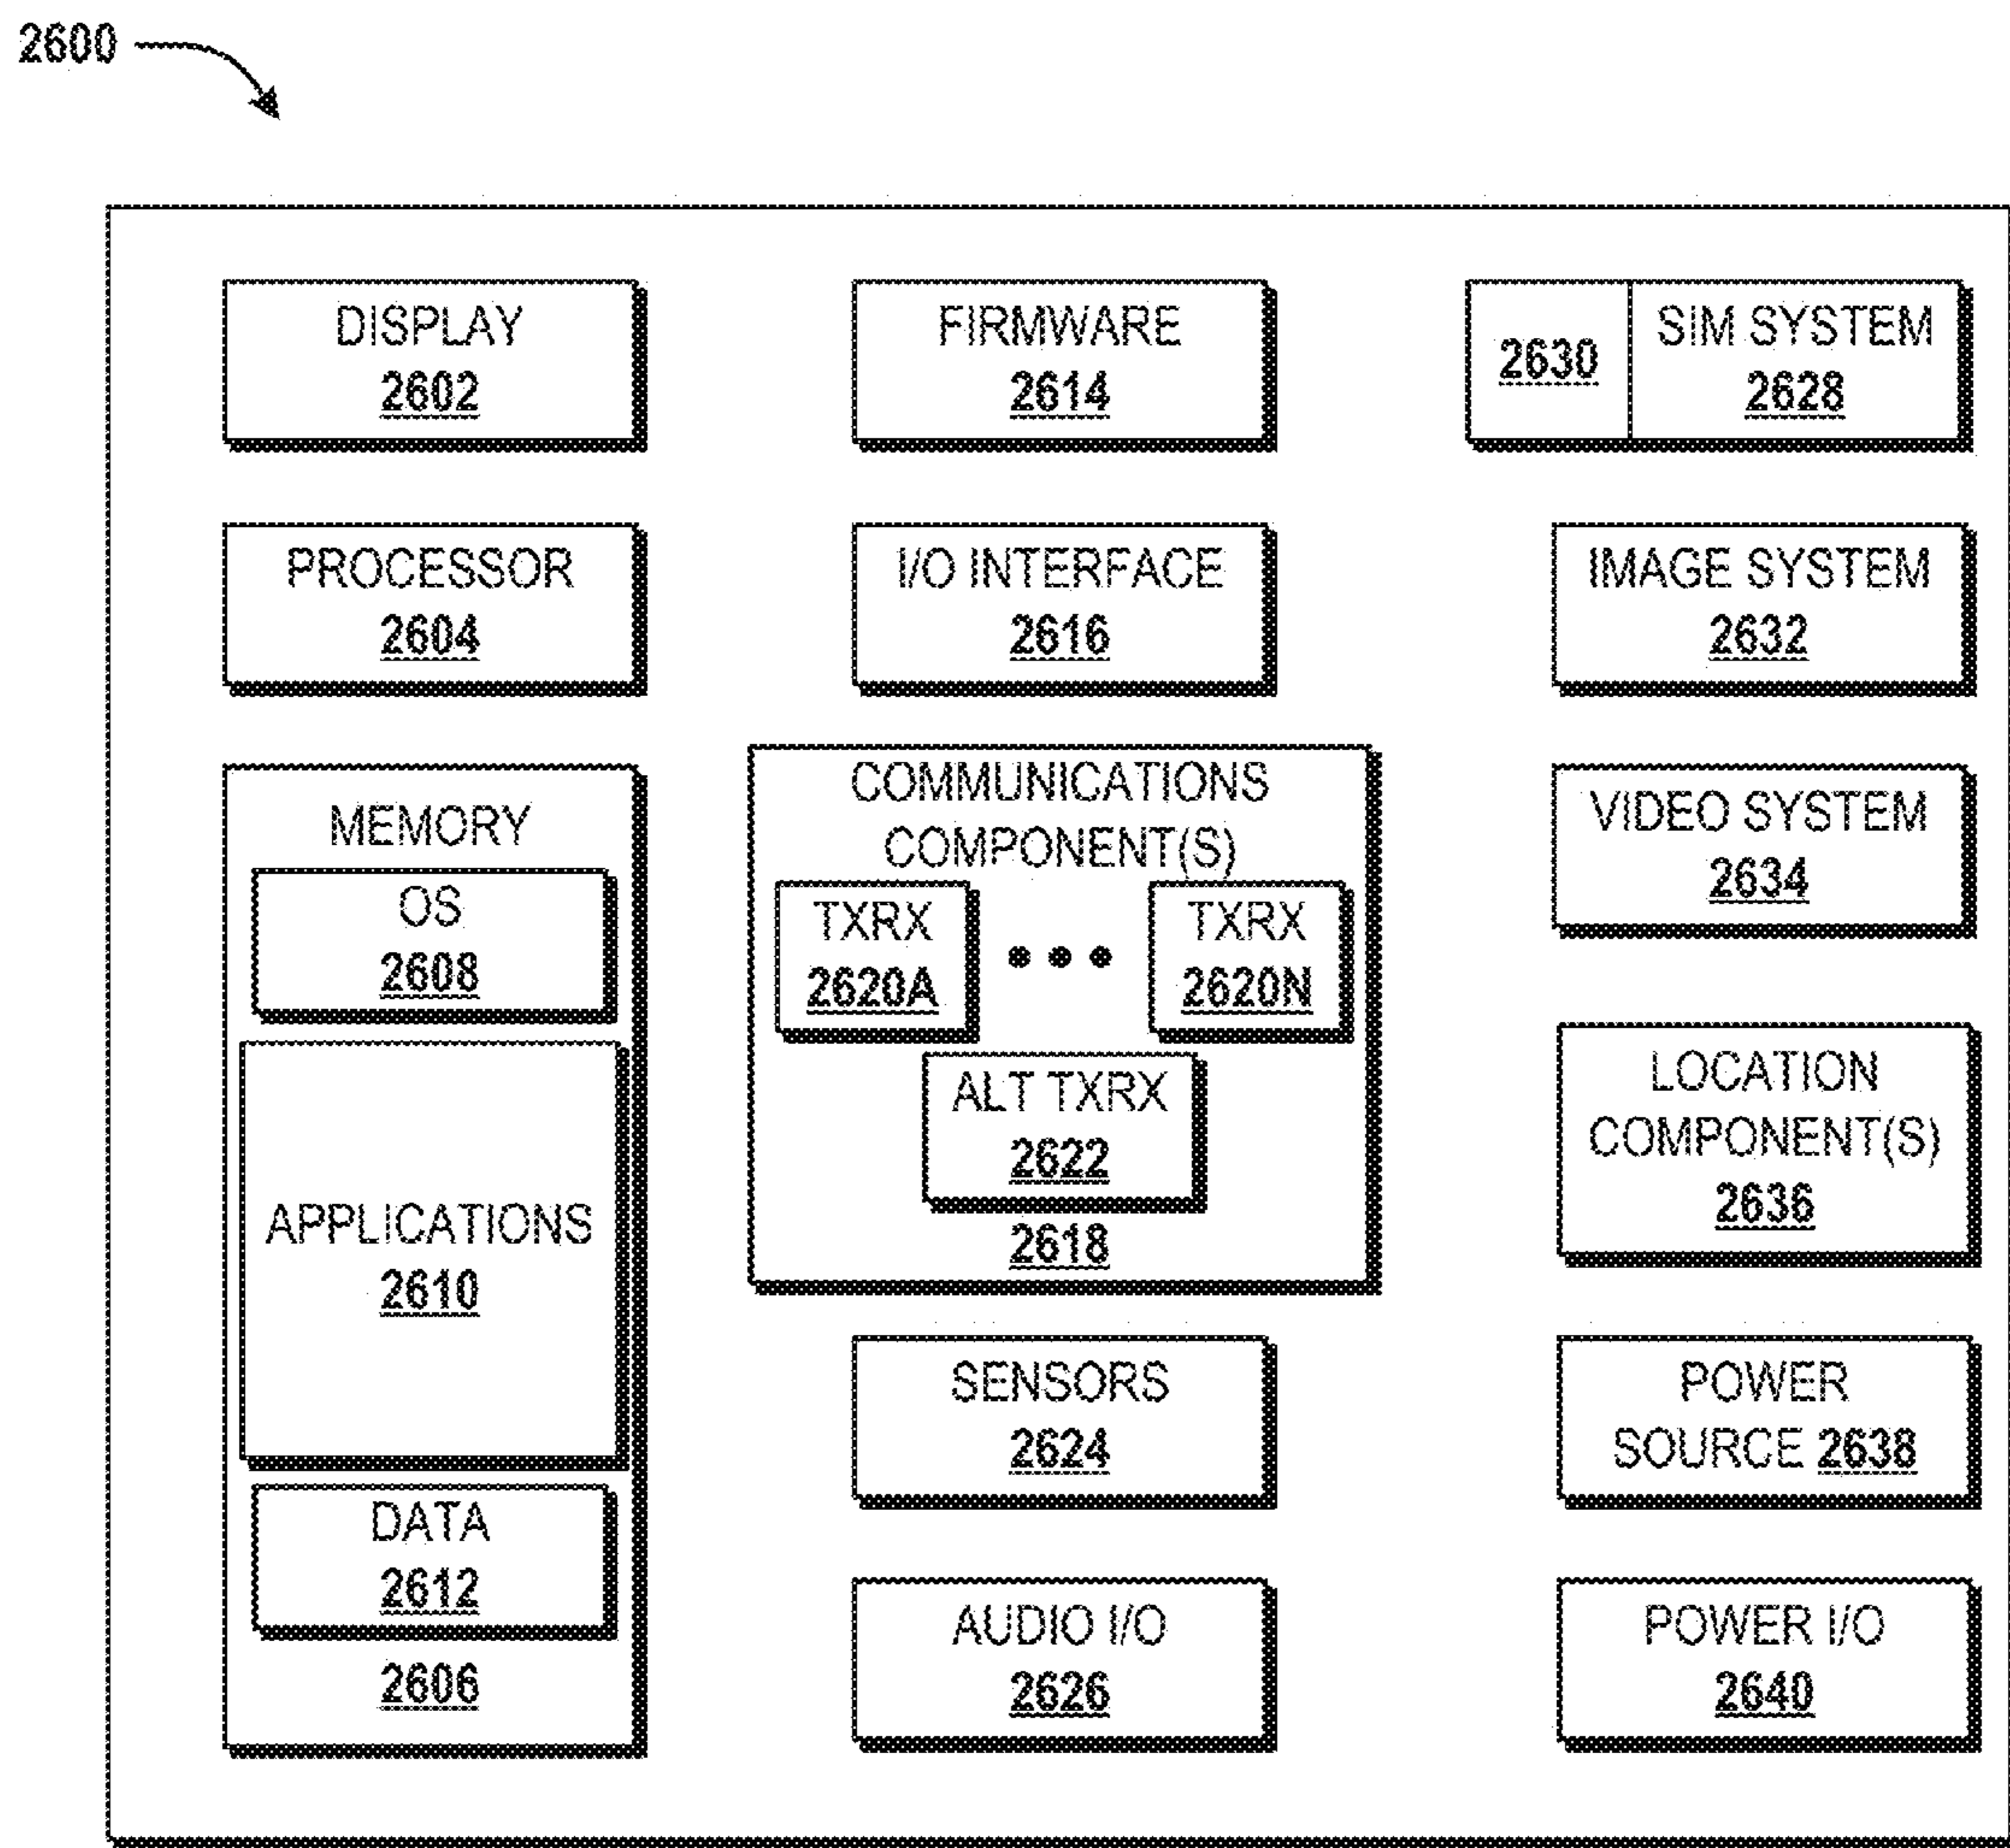 2600
DISPLAY
2602
PROCESSOR
2604
MEMORY
OS
2608
APPLICATIONS
2610
DATA
2612
2606
FIRMWARE
2614
I/O INTERFACE
2616
COMMUNICATIONS
COMPONENT(S)
TXRX
2620A
TXRX
2620N
ALT TXRX
2622
2618
SENSORS
2624
AUDIO I/O
2626
2630
SIM SYSTEM
2628
IMAGE SYSTEM
2632
VIDEO SYSTEM
2634
LOCATION
COMPONENT(S)
2636
POWER
SOURCE 2638
POWER I/O
2640